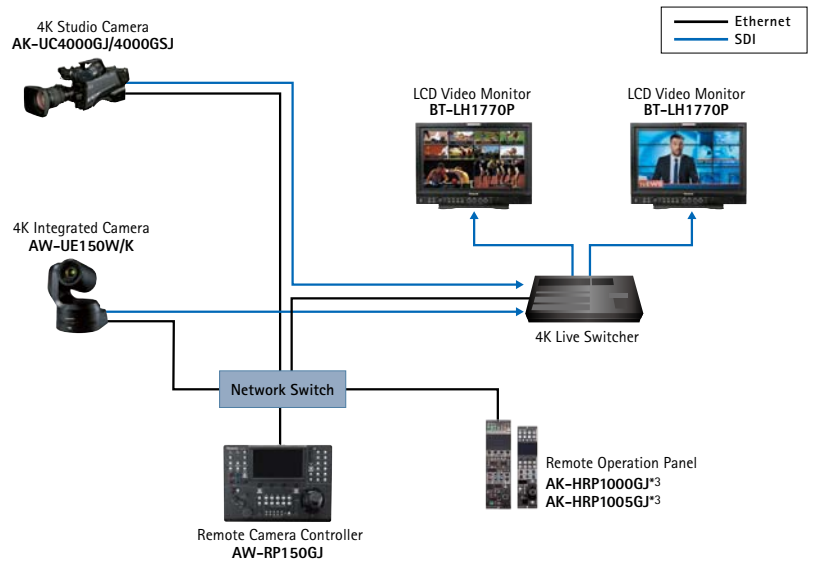 4K Studio Camera
AK-UC4000GJ/4000GSJ
Ethernet
SDI
LCD Video Monitor
BT-LH1770P
LCD Video Monitor
BT-LH1770P
NEWS
4K Integrated Camera
AW-UE150W/K
4K Live Switcher
Network Switch
Remote Operation Panel
AK-HRP1000GJ*3
AK-HRP1005GJ*3
Remote Camera Controller
AW-RP150GJ